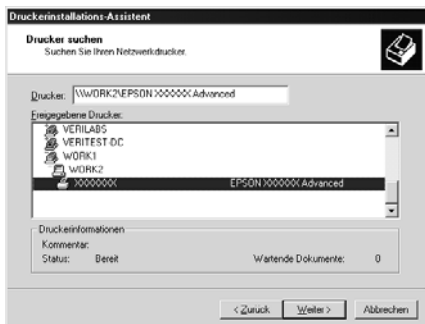 Druckerinstallations-Assistent
Drucker suchen
Suchen Sie Ihren Netzwerkdrucker.
Drucker: \\WORK2\EPSON XXXXXX Advanced
Freigegebene Drucker:
VERILABS
VERITEST-DC
WORK1
WORK2
XXXXXXX EPSON XXXXXX Advanced
Druckerinformationen
Kommentar:
Status: Bereit Wartende Dokumente: 0
< Zurück Weiter > Abbrechen